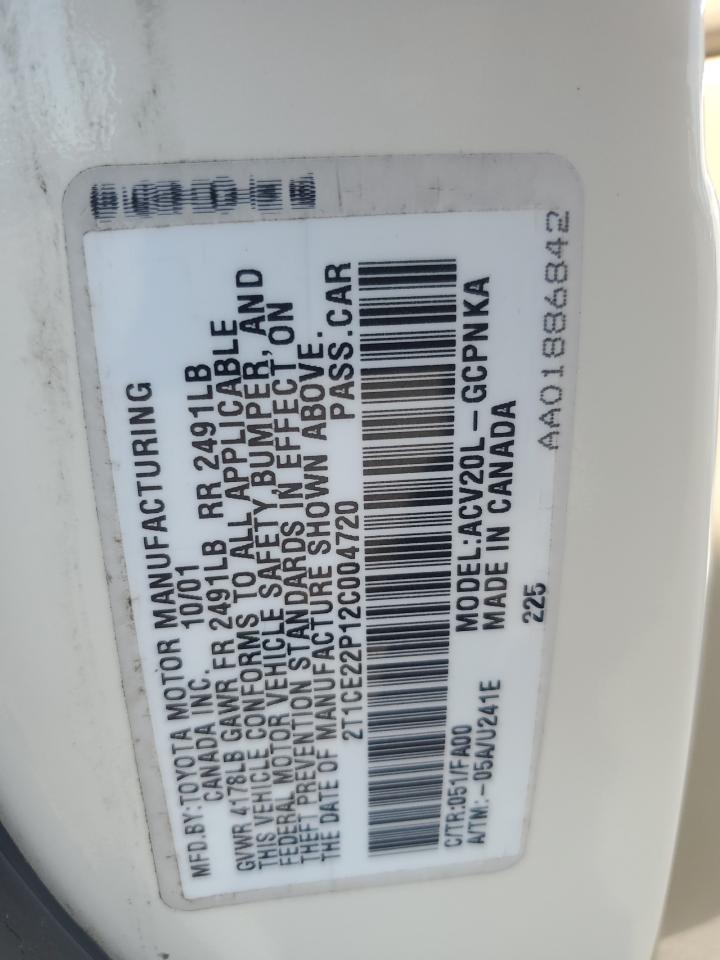 MFD.BY:TOYOTA MOTOR MANUFACTURING
CANADA INC. 10/01
GVWR 4178LB GAWR FR 2491LB RR 2491LB
THIS VEHICLE CONFORMS TO ALL APPLICABLE
FEDERAL MOTOR VEHICLE SAFETY,BUMPER, AND
THEFT PREVENTION STANDARDS IN EFFECT ON
THE DATE OF MANUFACTURE SHOWN ABOVE.
2T1CE22P12C004720 PASS.CAR
C/TR:051/FA00 MODEL:ACV20L-GCPNKA
A/TM:-05A/U241E MADE IN CANADA
225
AA01886842